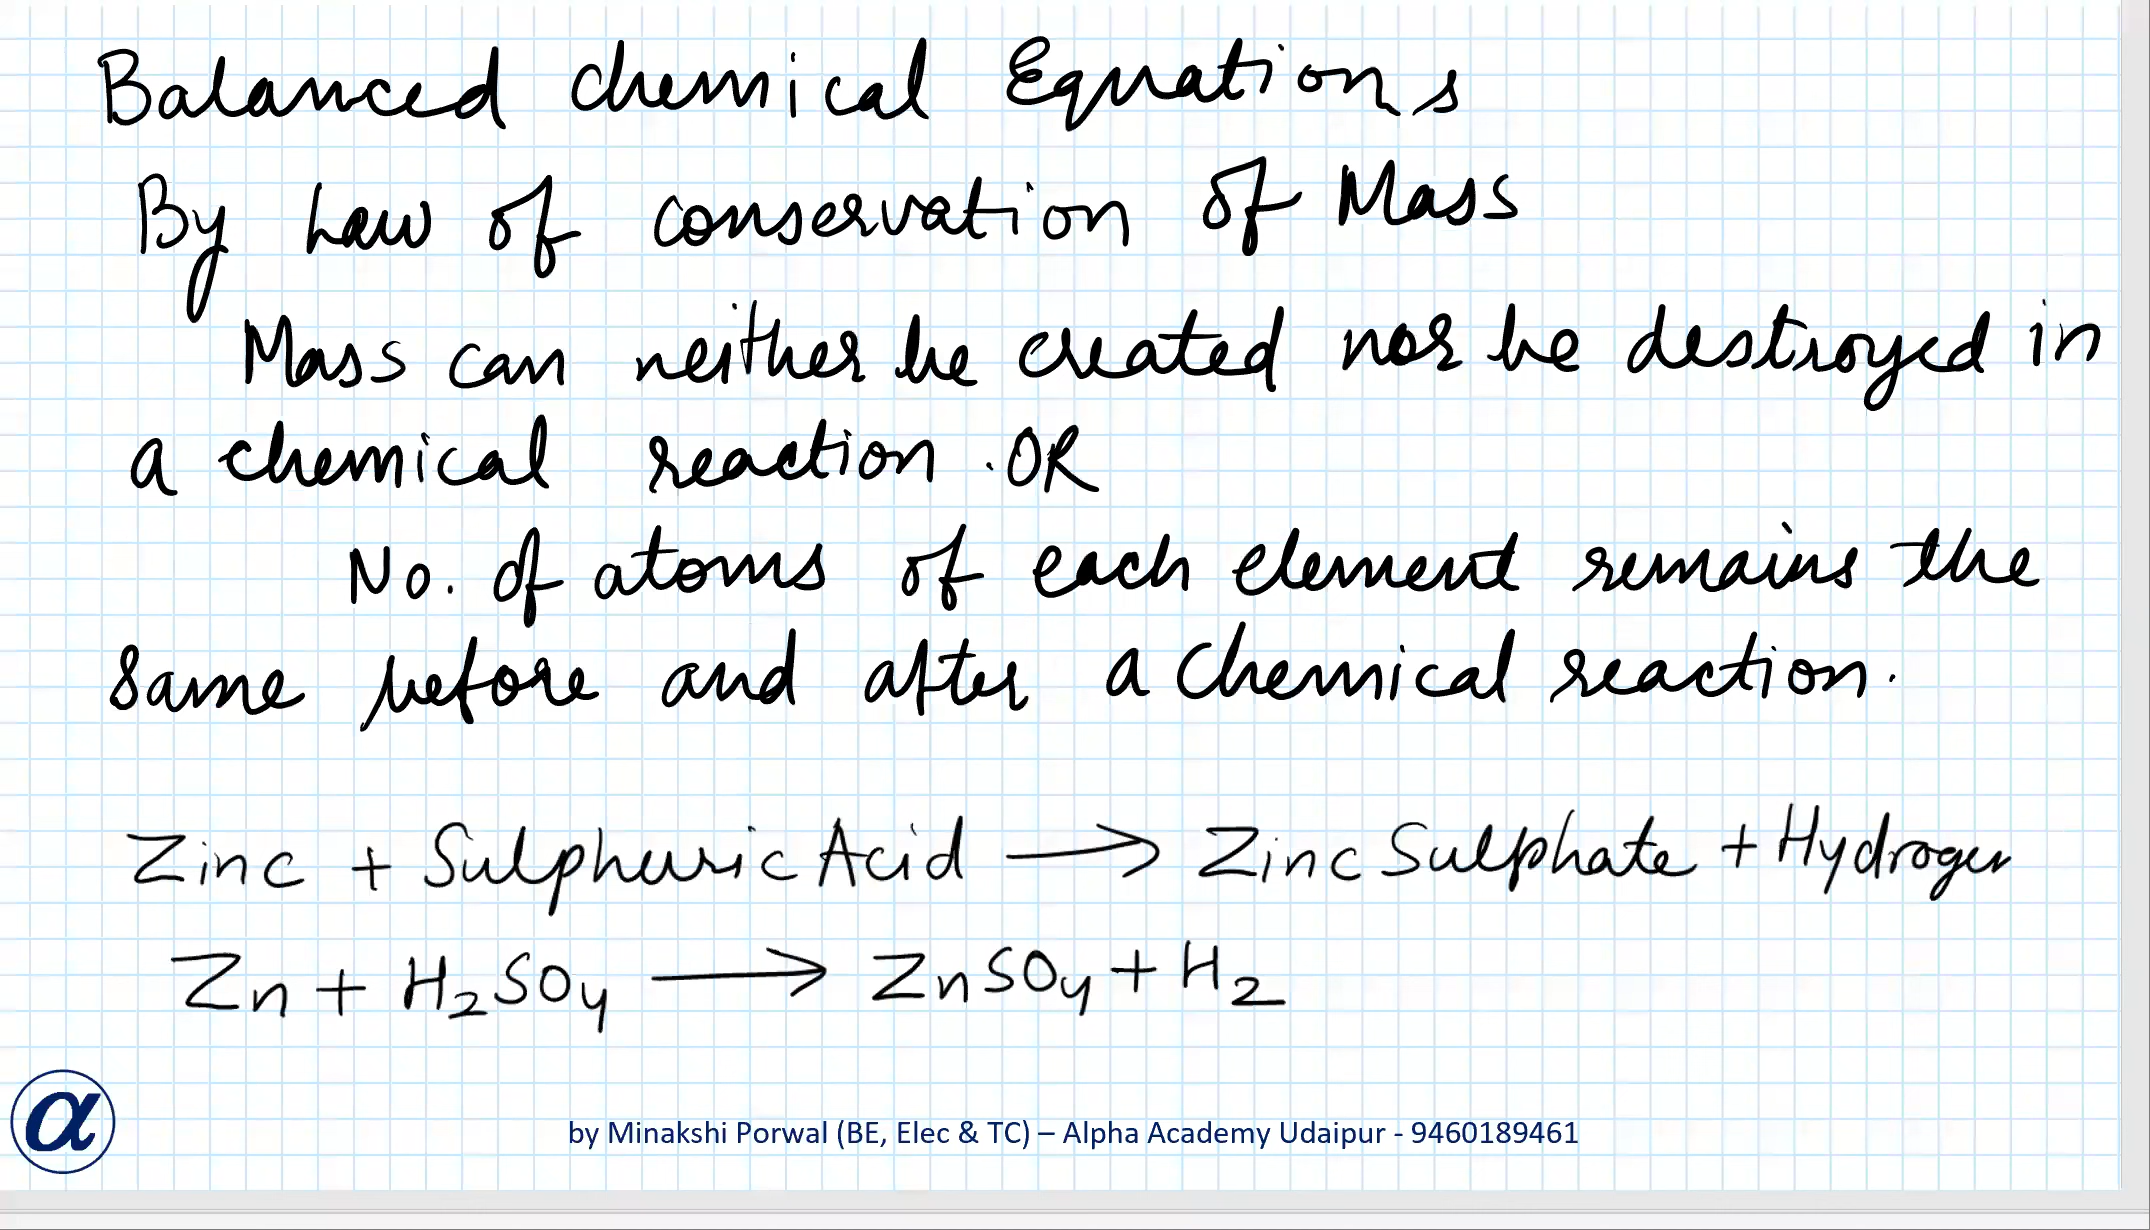 Balanced chemical Equations
By Law of conservation of Mass
Mass can neither be created nor be destroyed in
a chemical reaction. OR
No. of atoms of each element remains the
same before and after a chemical reaction.
Zinc + Sulphuric Acid → Zinc Sulphate + Hydrogen
Zn + H₂SO₄ → ZnSO₄ + H₂
α
by Minakshi Porwal (BE, Elec & TC) – Alpha Academy Udaipur - 9460189461